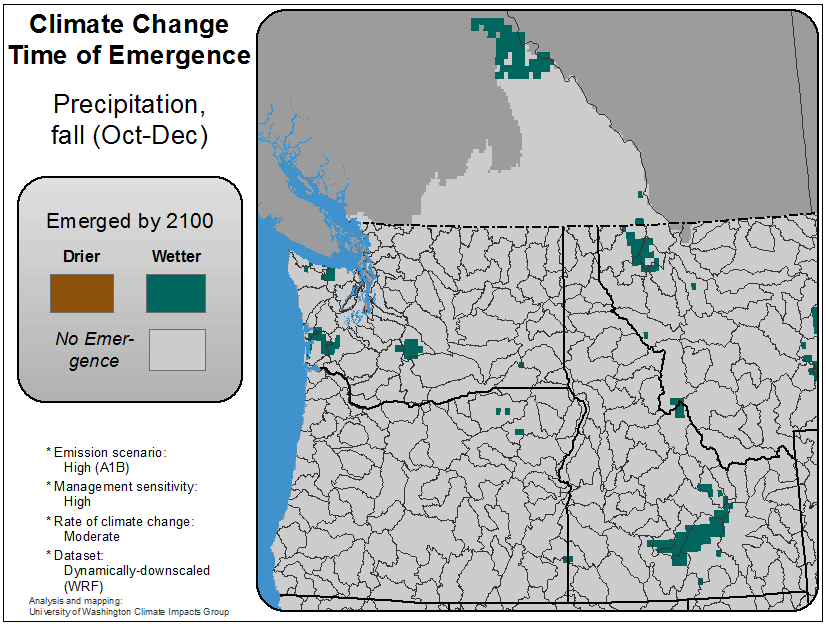 Climate Change
Time of Emergence
Precipitation,
fall (Oct-Dec)
Emerged by 2100
Drier
Wetter
No Emer-
gence
* Emission scenario:
High (A1B)
* Management sensitivity:
High
* Rate of climate change:
Moderate
* Dataset:
Dynamically-downscaled
(WRF)
Analysis and mapping:
University of Washington Climate Impacts Group